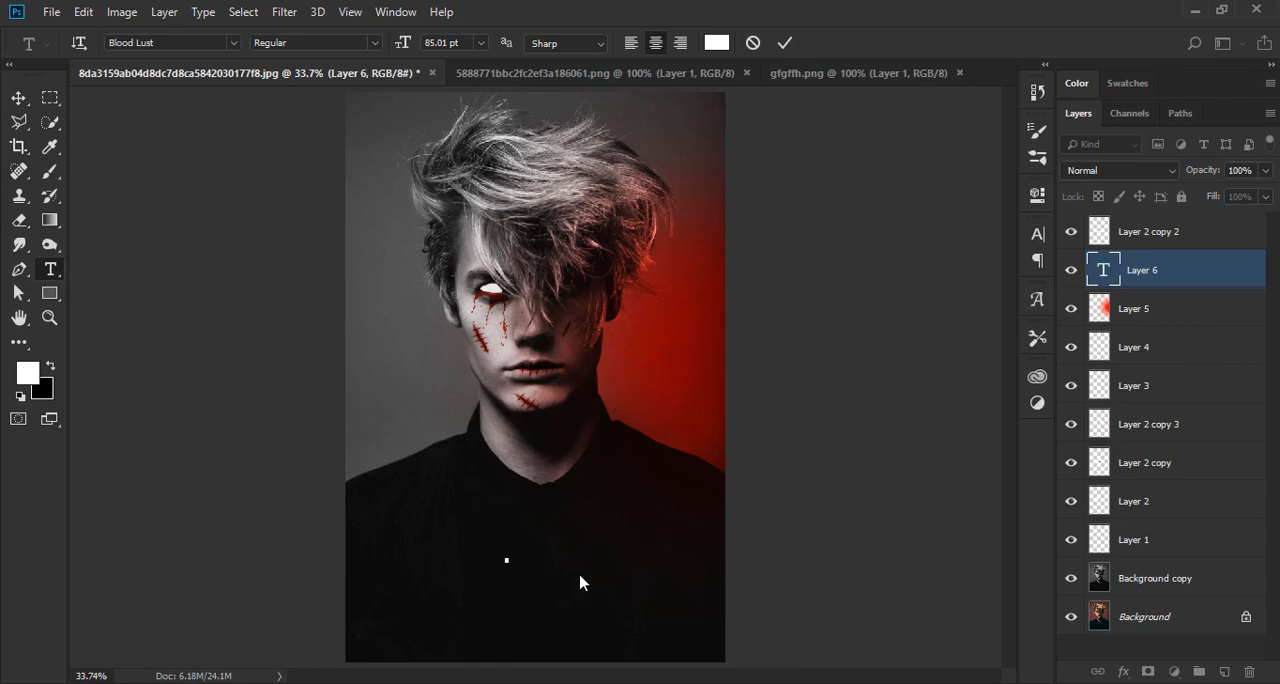 Ps File Edit Image Layer Type Select Filter 3D View Window Help
T Blood Lust Regular 85.01 pt aa Sharp
8da3159ab04d8dc7d8ca5842030177f8.jpg @ 33.7% (Layer 6, RGB/8#) * × 5888771bbc2fc2ef3a186061.png @ 100% (Layer 1, RGB/8) × gfgffh.png @ 100% (Layer 1, RGB/8) ×
Color Swatches
Layers Channels Paths
Kind
Normal Opacity: 100%
Lock: Fill: 100%
Layer 2 copy 2
T Layer 6
Layer 5
Layer 4
Layer 3
Layer 2 copy 3
Layer 2 copy
Layer 2
Layer 1
Background copy
Background
33.74% Doc: 6.18M/24.1M